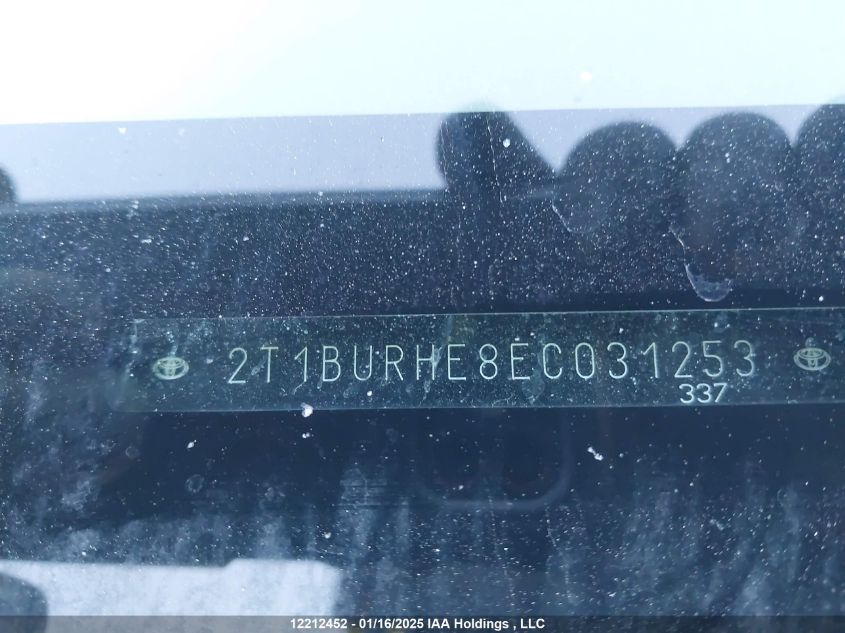 2T1BURHE8EC031253
337
12212452 - 01/16/2025 IAA Holdings , LLC